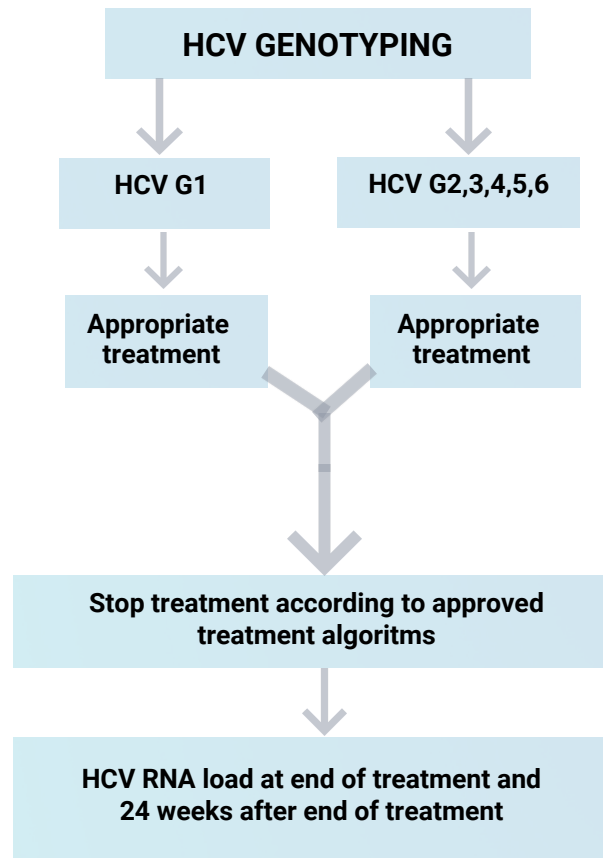 HCV GENOTYPING
HCV G1
HCV G2,3,4,5,6
Appropriate
treatment
Appropriate
treatment
Stop treatment according to approved
treatment algoritms
HCV RNA load at end of treatment and
24 weeks after end of treatment